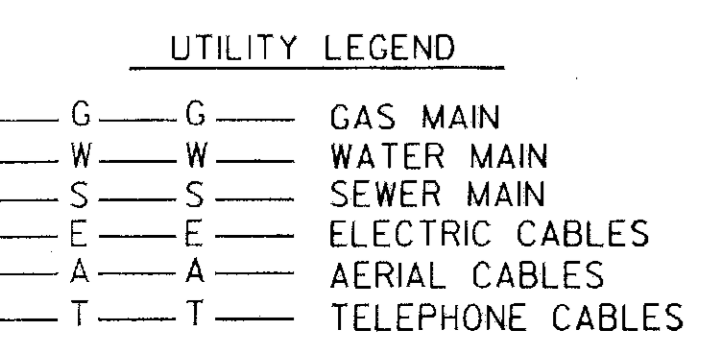 UTILITY LEGEND
G G GAS MAIN
W W WATER MAIN
S S SEWER MAIN
E E ELECTRIC CABLES
A A AERIAL CABLES
T T TELEPHONE CABLES